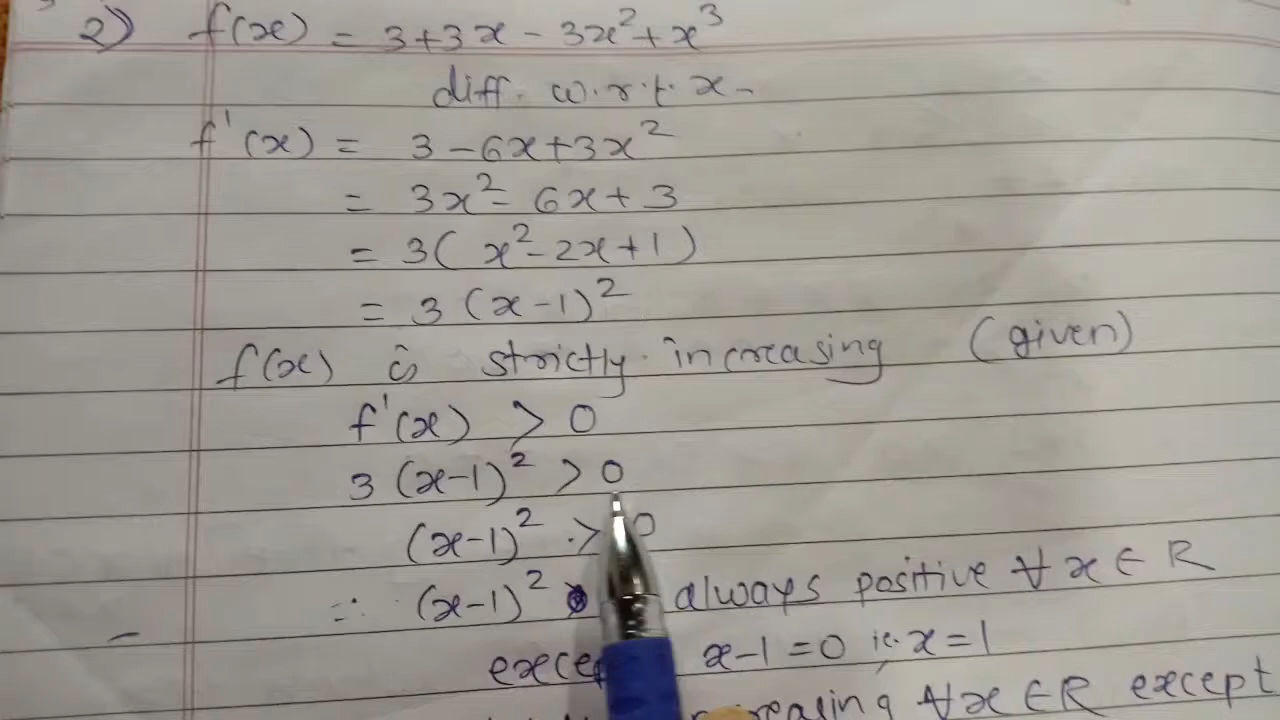 2) f(x) = 3+3x-3x²+x³
diff. w.r.t. x-
f'(x) = 3-6x+3x²
= 3x²-6x+3
= 3(x²-2x+1)
= 3(x-1)²
f(x) is strictly increasing (given)
f'(x) > 0
3(x-1)² > 0
(x-1)² > 0
∴ (x-1)² always positive ∀ x ∈ R
x-1=0 i.e. x=1
∀x ∈ R except